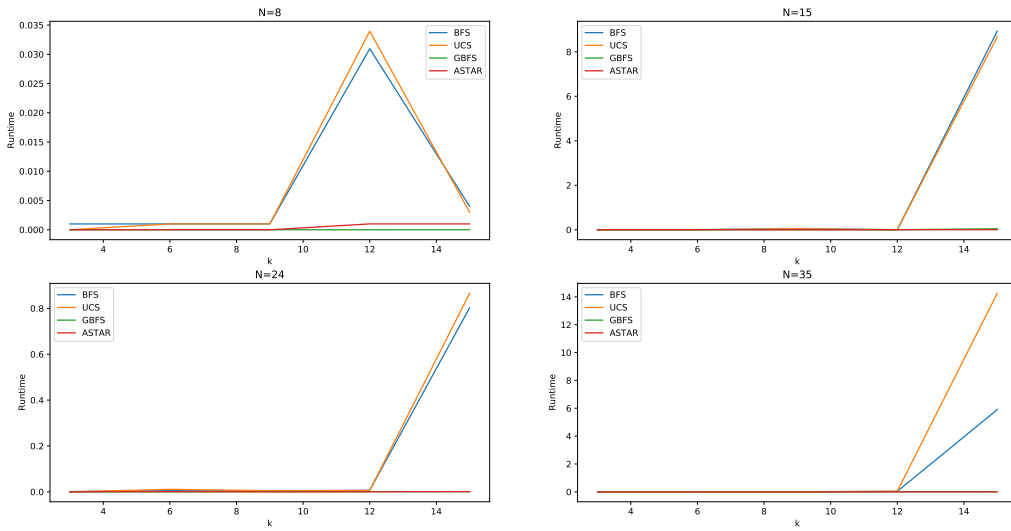 N=8
0.035
0.030
0.025
0.020
0.015
0.010
0.005
0.000
Runtime
BFS
UCS
GBFS
ASTAR
4
6
8
10
12
14
k
N=15
8
6
4
2
0
Runtime
BFS
UCS
GBFS
ASTAR
4
6
8
10
12
14
k
N=24
0.8
0.6
0.4
0.2
0.0
Runtime
BFS
UCS
GBFS
ASTAR
4
6
8
10
12
14
k
N=35
14
12
10
8
6
4
2
0
Runtime
BFS
UCS
GBFS
ASTAR
4
6
8
10
12
14
k